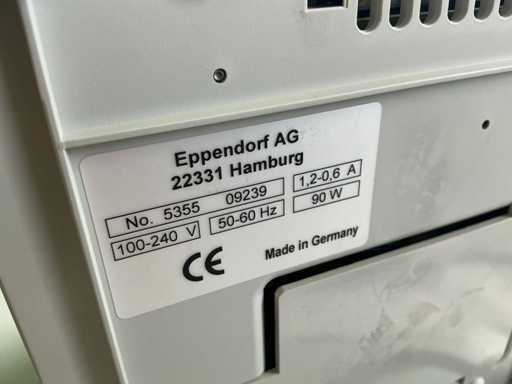 Eppendorf AG
22331 Hamburg
No. 5355 09239 1,2-0,6 A
100-240 V 50-60 Hz 90 W
CE Made in Germany